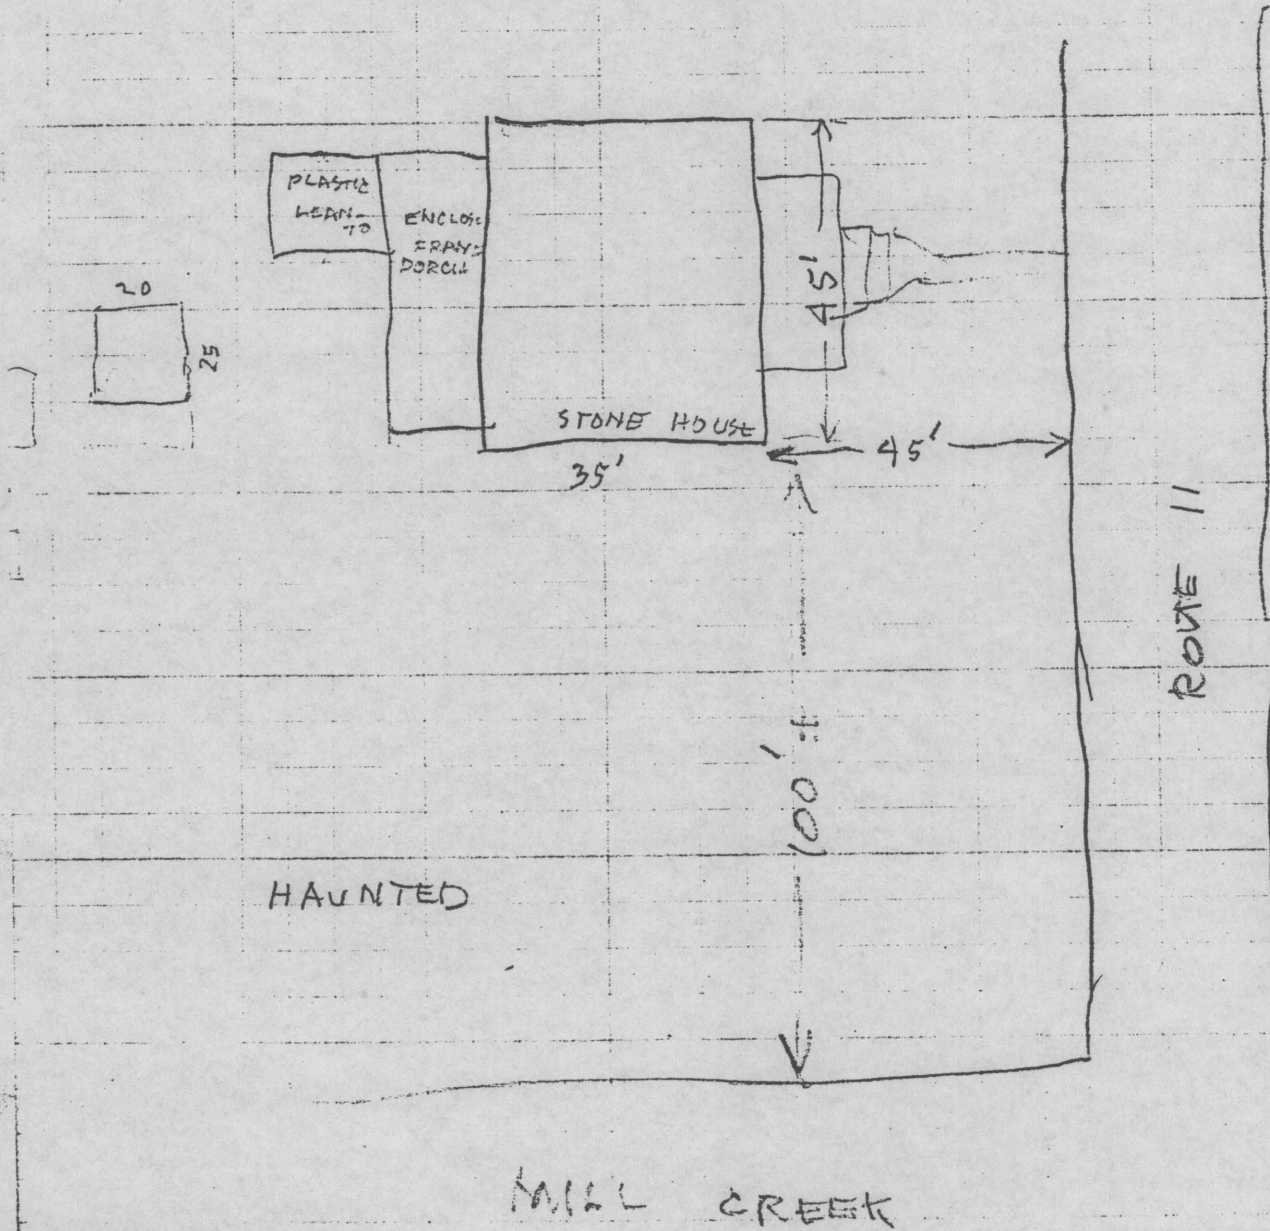 PLASTIC
LEAN-
TO
ENCLOS
FRAME
PORCH
20
25
45'
STONE HOUSE
35'
45'
ROUTE 11
100' ±
HAUNTED
MILL CREEK